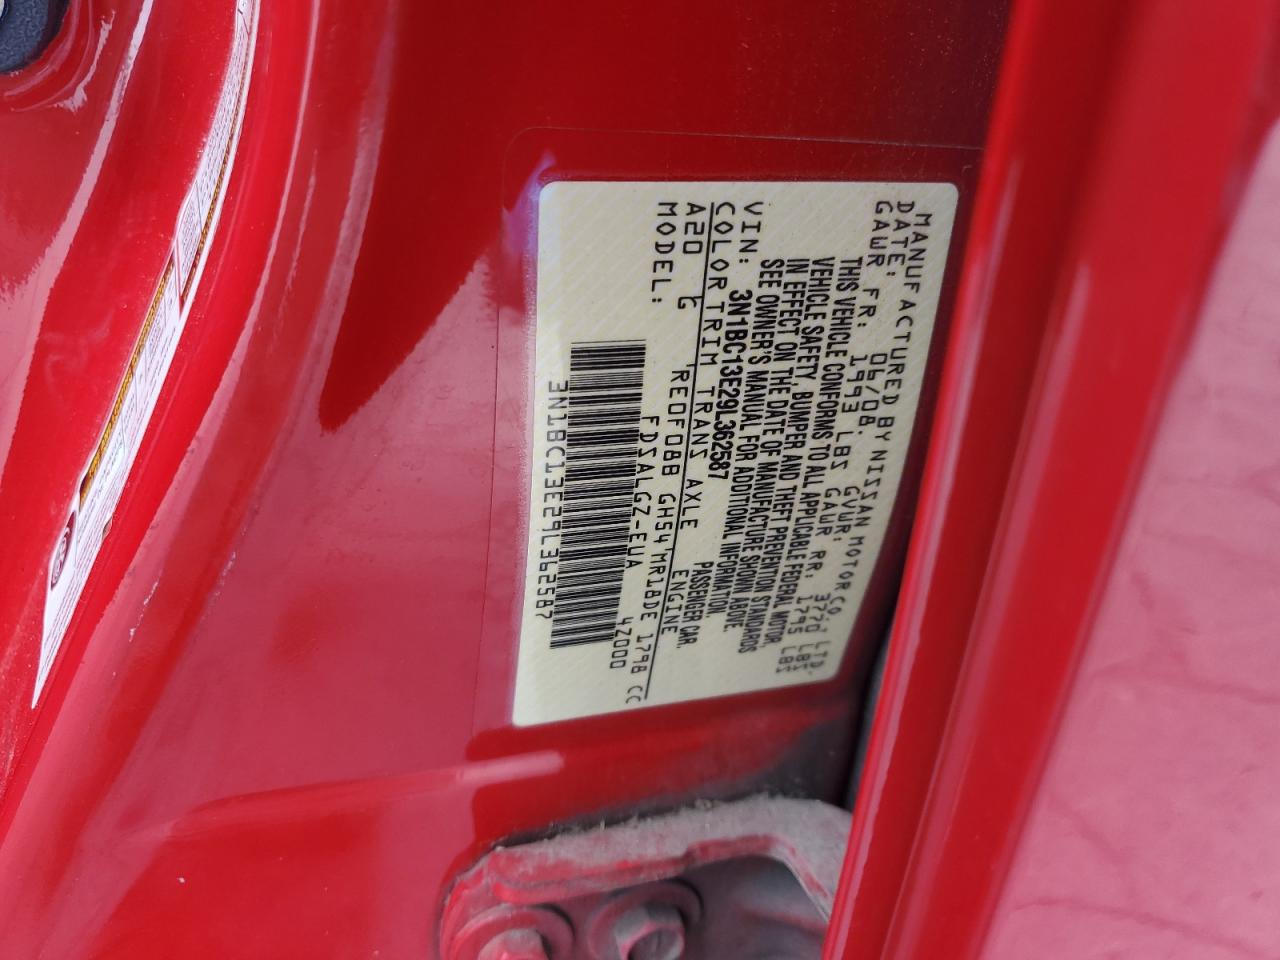 MANUFACTURED BY NISSAN MOTOR CO., LTD.
DATE: 06/08. GVWR: 3770 LBS
GAWR FR: 1993 LBS GAWR RR: 1795 LBS
THIS VEHICLE CONFORMS TO ALL APPLICABLE FEDERAL MOTOR
VEHICLE SAFETY, BUMPER AND THEFT PREVENTION STANDARDS
IN EFFECT ON THE DATE OF MANUFACTURE SHOWN ABOVE.
SEE OWNER'S MANUAL FOR ADDITIONAL INFORMATION.
VIN: 3N1BC13E29L362587 PASSENGER CAR.
COLOR TRIM TRANS AXLE ENGINE
A20 G RE0F08B GH54 MR18DE 1798 CC
MODEL: FDSALGZ-EUA 4Z000
3N1BC13E29L362587